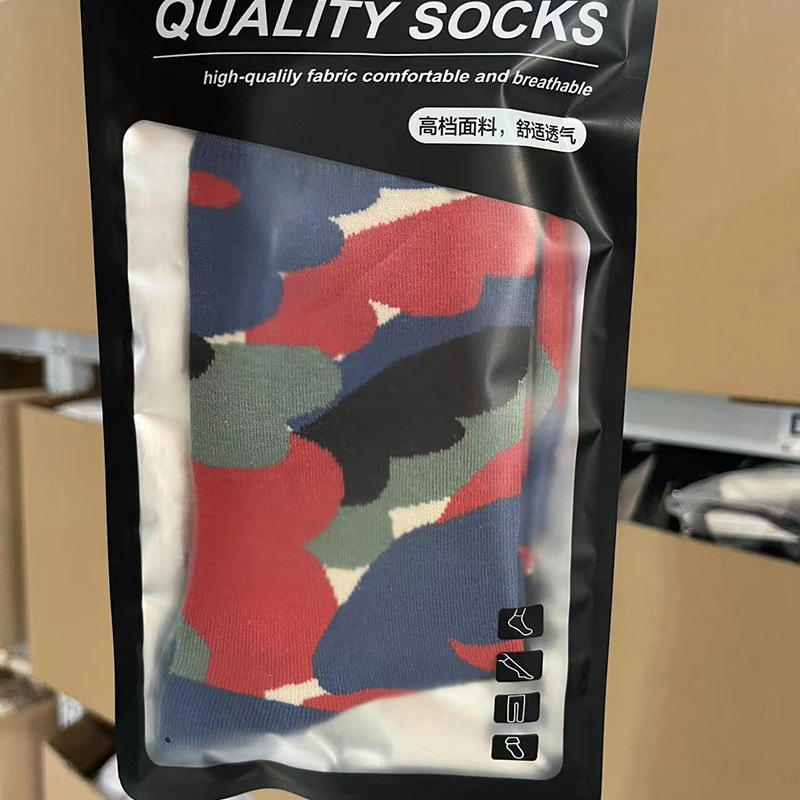 QUALITY SOCKS
high-qualily fabric comfortable and breathable
高档面料，舒适透气